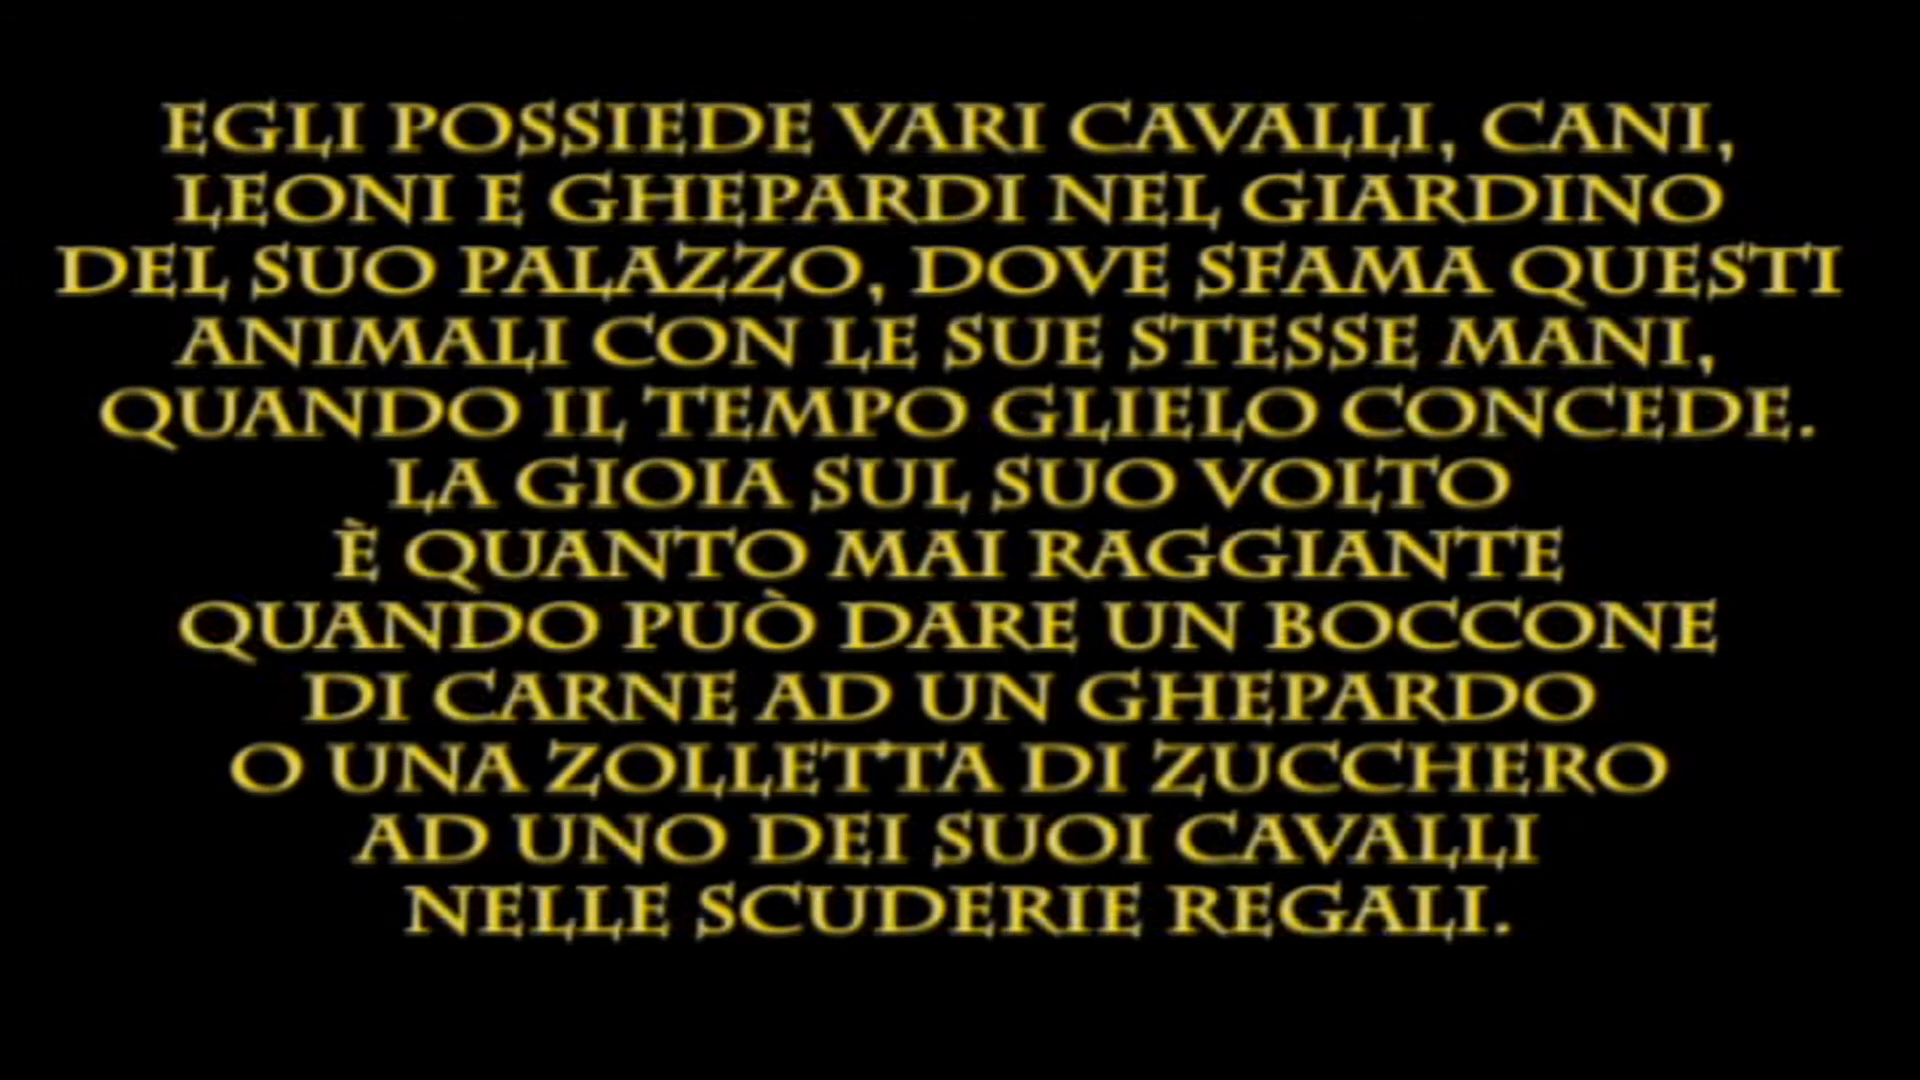 EGLI POSSIEDE VARI CAVALLI, CANI,
LEONI E GHEPARDI NEL GIARDINO
DEL SUO PALAZZO, DOVE SFAMA QUESTI
ANIMALI CON LE SUE STESSE MANI,
QUANDO IL TEMPO GLIELO CONCEDE.
LA GIOIA SUL SUO VOLTO
È QUANTO MAI RAGGIANTE
QUANDO PUÒ DARE UN BOCCONE
DI CARNE AD UN GHEPARDO
O UNA ZOLLETTA DI ZUCCHERO
AD UNO DEI SUOI CAVALLI
NELLE SCUDERIE REGALI.